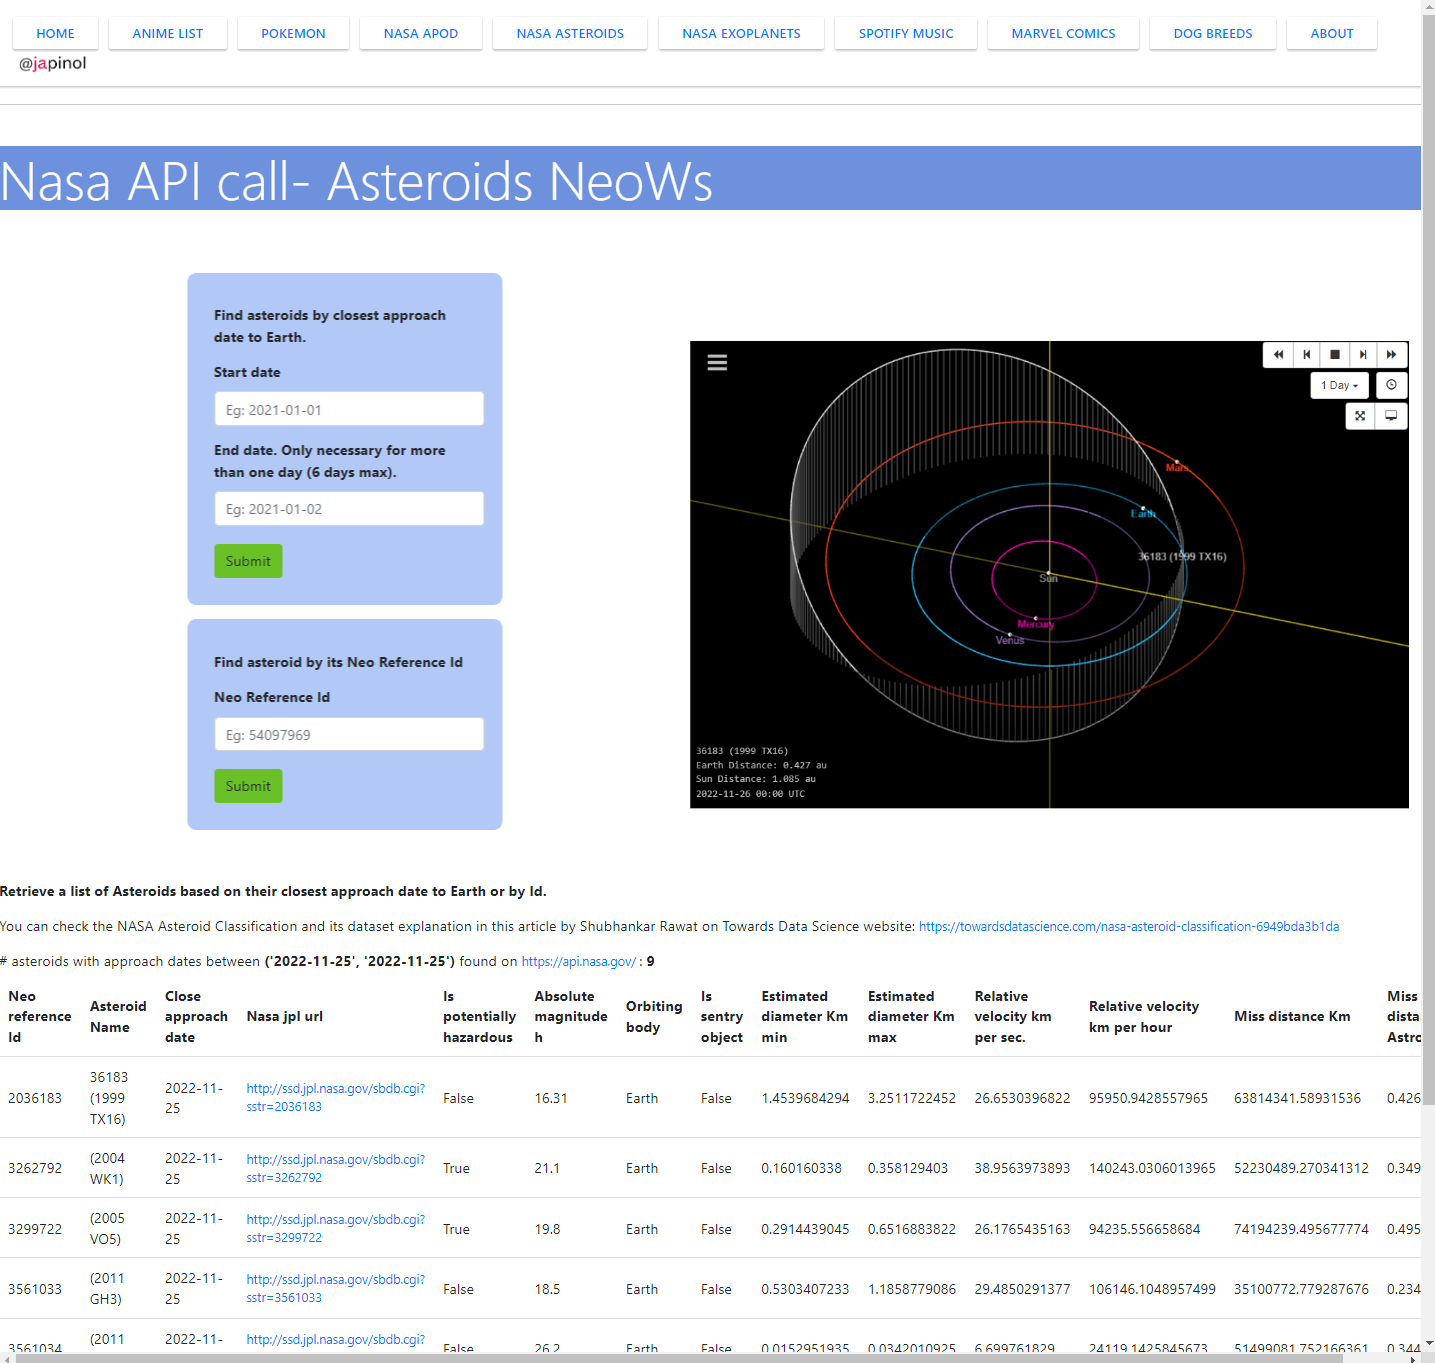 HOME ANIME LIST POKEMON NASA APOD NASA ASTEROIDS NASA EXOPLANETS SPOTIFY MUSIC MARVEL COMICS DOG BREEDS ABOUT
@japinol
Nasa API call- Asteroids NeoWs
Find asteroids by closest approach
date to Earth.
Start date
Eg: 2021-01-01
End date. Only necessary for more
than one day (6 days max).
Eg: 2021-01-02
Submit
Find asteroid by its Neo Reference Id
Neo Reference Id
Eg: 54097969
Submit
1 Day
Mars
Earth
36183 (1999 TX16)
Sun
Mercury
Venus
36183 (1999 TX16)
Earth Distance: 0.427 au
Sun Distance: 1.085 au
2022-11-26 00:00 UTC
Retrieve a list of Asteroids based on their closest approach date to Earth or by Id.
You can check the NASA Asteroid Classification and its dataset explanation in this article by Shubhankar Rawat on Towards Data Science website: https://towardsdatascience.com/nasa-asteroid-classification-6949bda3b1da
# asteroids with approach dates between ('2022-11-25', '2022-11-25') found on https://api.nasa.gov/ : 9
Neo reference Id Asteroid Name Close approach date Nasa jpl url Is potentially hazardous Absolute magnitude h Orbiting body Is sentry object Estimated diameter Km min Estimated diameter Km max Relative velocity km per sec. Relative velocity km per hour Miss distance Km Miss dista Astro
2036183 36183 (1999 TX16) 2022-11-25 http://ssd.jpl.nasa.gov/sbdb.cgi?sstr=2036183 False 16.31 Earth False 1.4539684294 3.2511722452 26.6530396822 95950.9428557965 63814341.58931536 0.426
3262792 (2004 WK1) 2022-11-25 http://ssd.jpl.nasa.gov/sbdb.cgi?sstr=3262792 True 21.1 Earth False 0.160160338 0.358129403 38.9563973893 140243.0306013965 52230489.270341312 0.349
3299722 (2005 VO5) 2022-11-25 http://ssd.jpl.nasa.gov/sbdb.cgi?sstr=3299722 True 19.8 Earth False 0.2914439045 0.6516883822 26.1765435163 94235.556658684 74194239.495677774 0.495
3561033 (2011 GH3) 2022-11-25 http://ssd.jpl.nasa.gov/sbdb.cgi?sstr=3561033 False 18.5 Earth False 0.5303407233 1.1858779086 29.4850291377 106146.1048957499 35100772.779287676 0.234
3561034 (2011 2022-11- http://ssd.jpl.nasa.gov/sbdb.cgi? False 26.2 Earth False 0.0152951935 0.0342010925 6.699761829 24119.1425845673 51499081.752166361 0.344